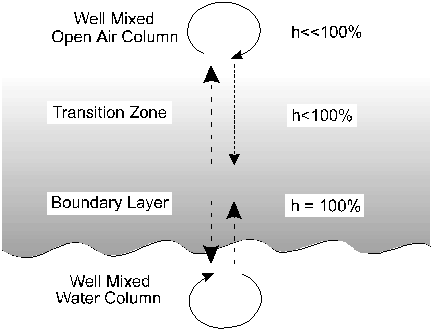 Well Mixed
Open Air Column
h<<100%
Transition Zone
h<100%
Boundary Layer
h = 100%
Well Mixed
Water Column